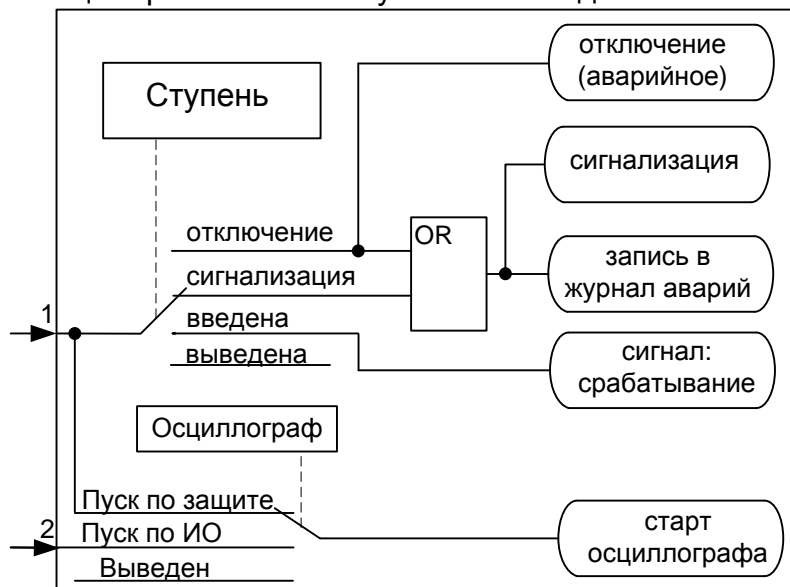 отключение
(аварийное)
Ступень
сигнализация
отключение
OR
сигнализация
запись в
журнал аварий
1
введена
выведена
сигнал:
срабатывание
Осциллограф
Пуск по защите
2
Пуск по ИО
старт
осциллографа
Выведен